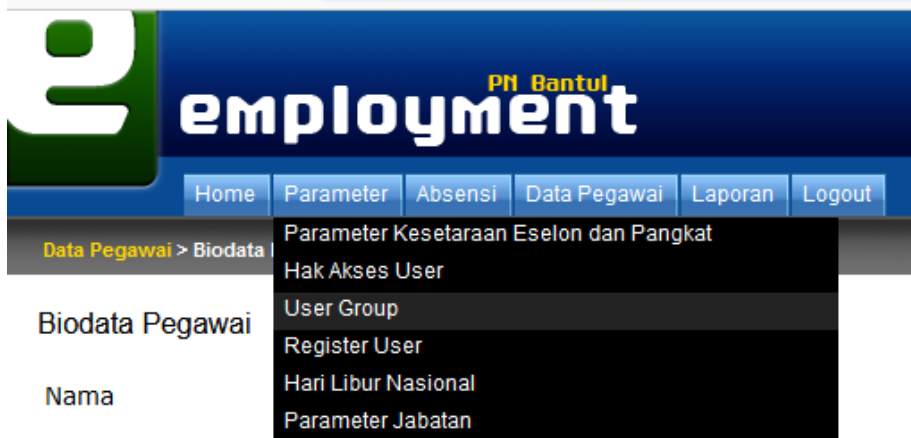 e
PN Bantul
employment
Home Parameter Absensi Data Pegawai Laporan Logout
Data Pegawai > Biodata
Parameter Kesetaraan Eselon dan Pangkat
Hak Akses User
User Group
Biodata Pegawai
Register User
Hari Libur Nasional
Nama
Parameter Jabatan